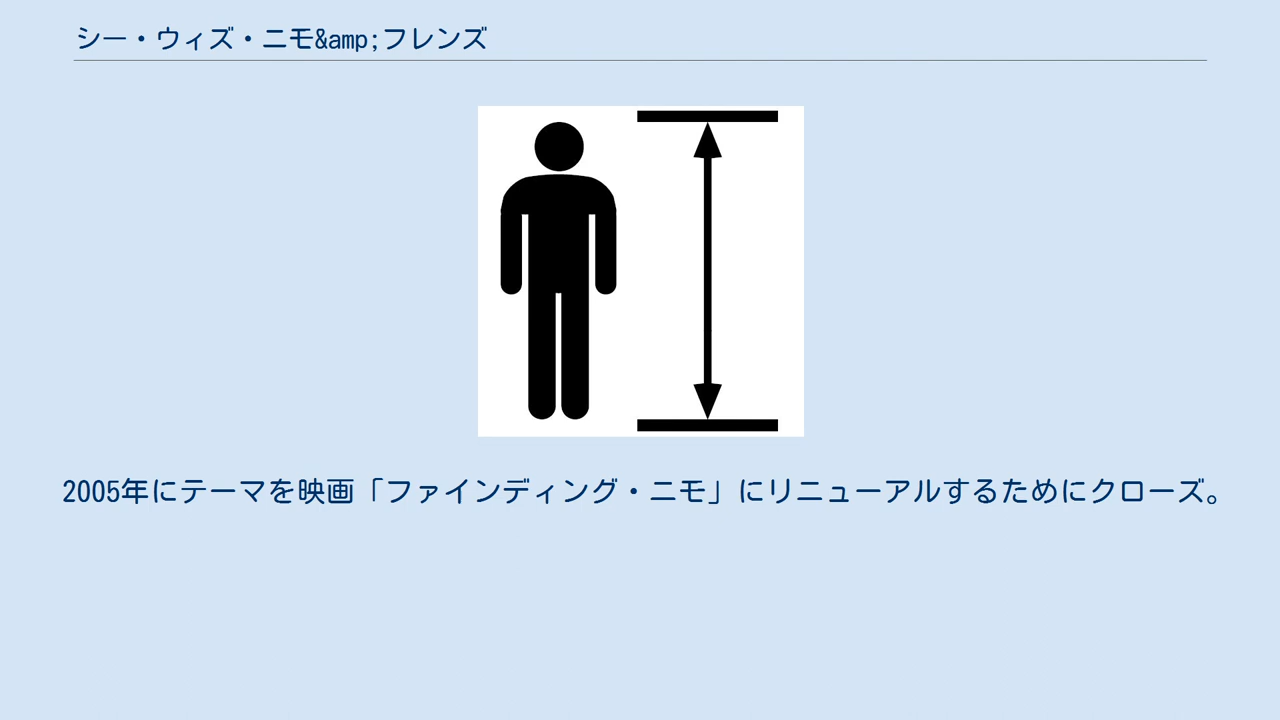 シー・ウィズ・ニモ&amp;フレンズ
2005年にテーマを映画「ファインディング・ニモ」にリニューアルするためにクローズ。